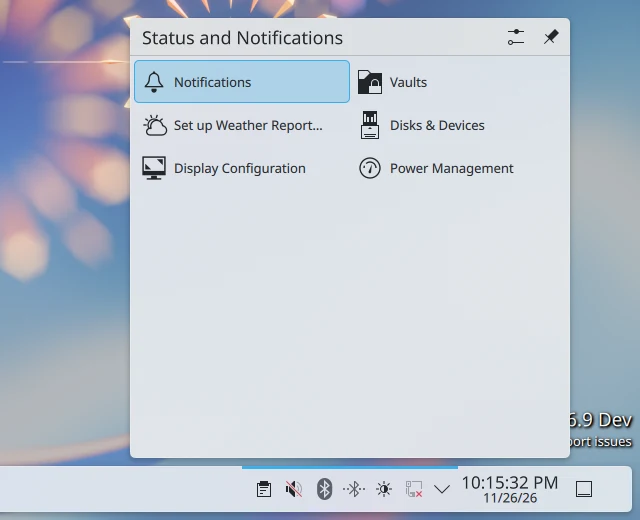 Status and Notifications
Notifications
Vaults
Set up Weather Report...
Disks & Devices
Display Configuration
Power Management
6.9 Dev
port issues
10:15:32 PM
11/26/26